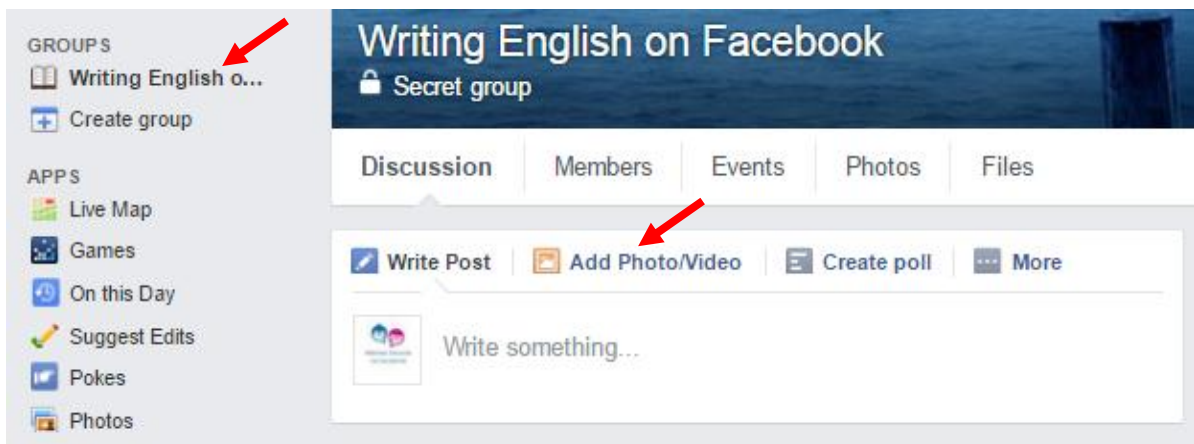 GROUPS
Writing English o...
Create group
APPS
Live Map
Games
On this Day
Suggest Edits
Pokes
Photos
Writing English on Facebook
Secret group
Discussion Members Events Photos Files
Write Post Add Photo/Video Create poll More
Write something...